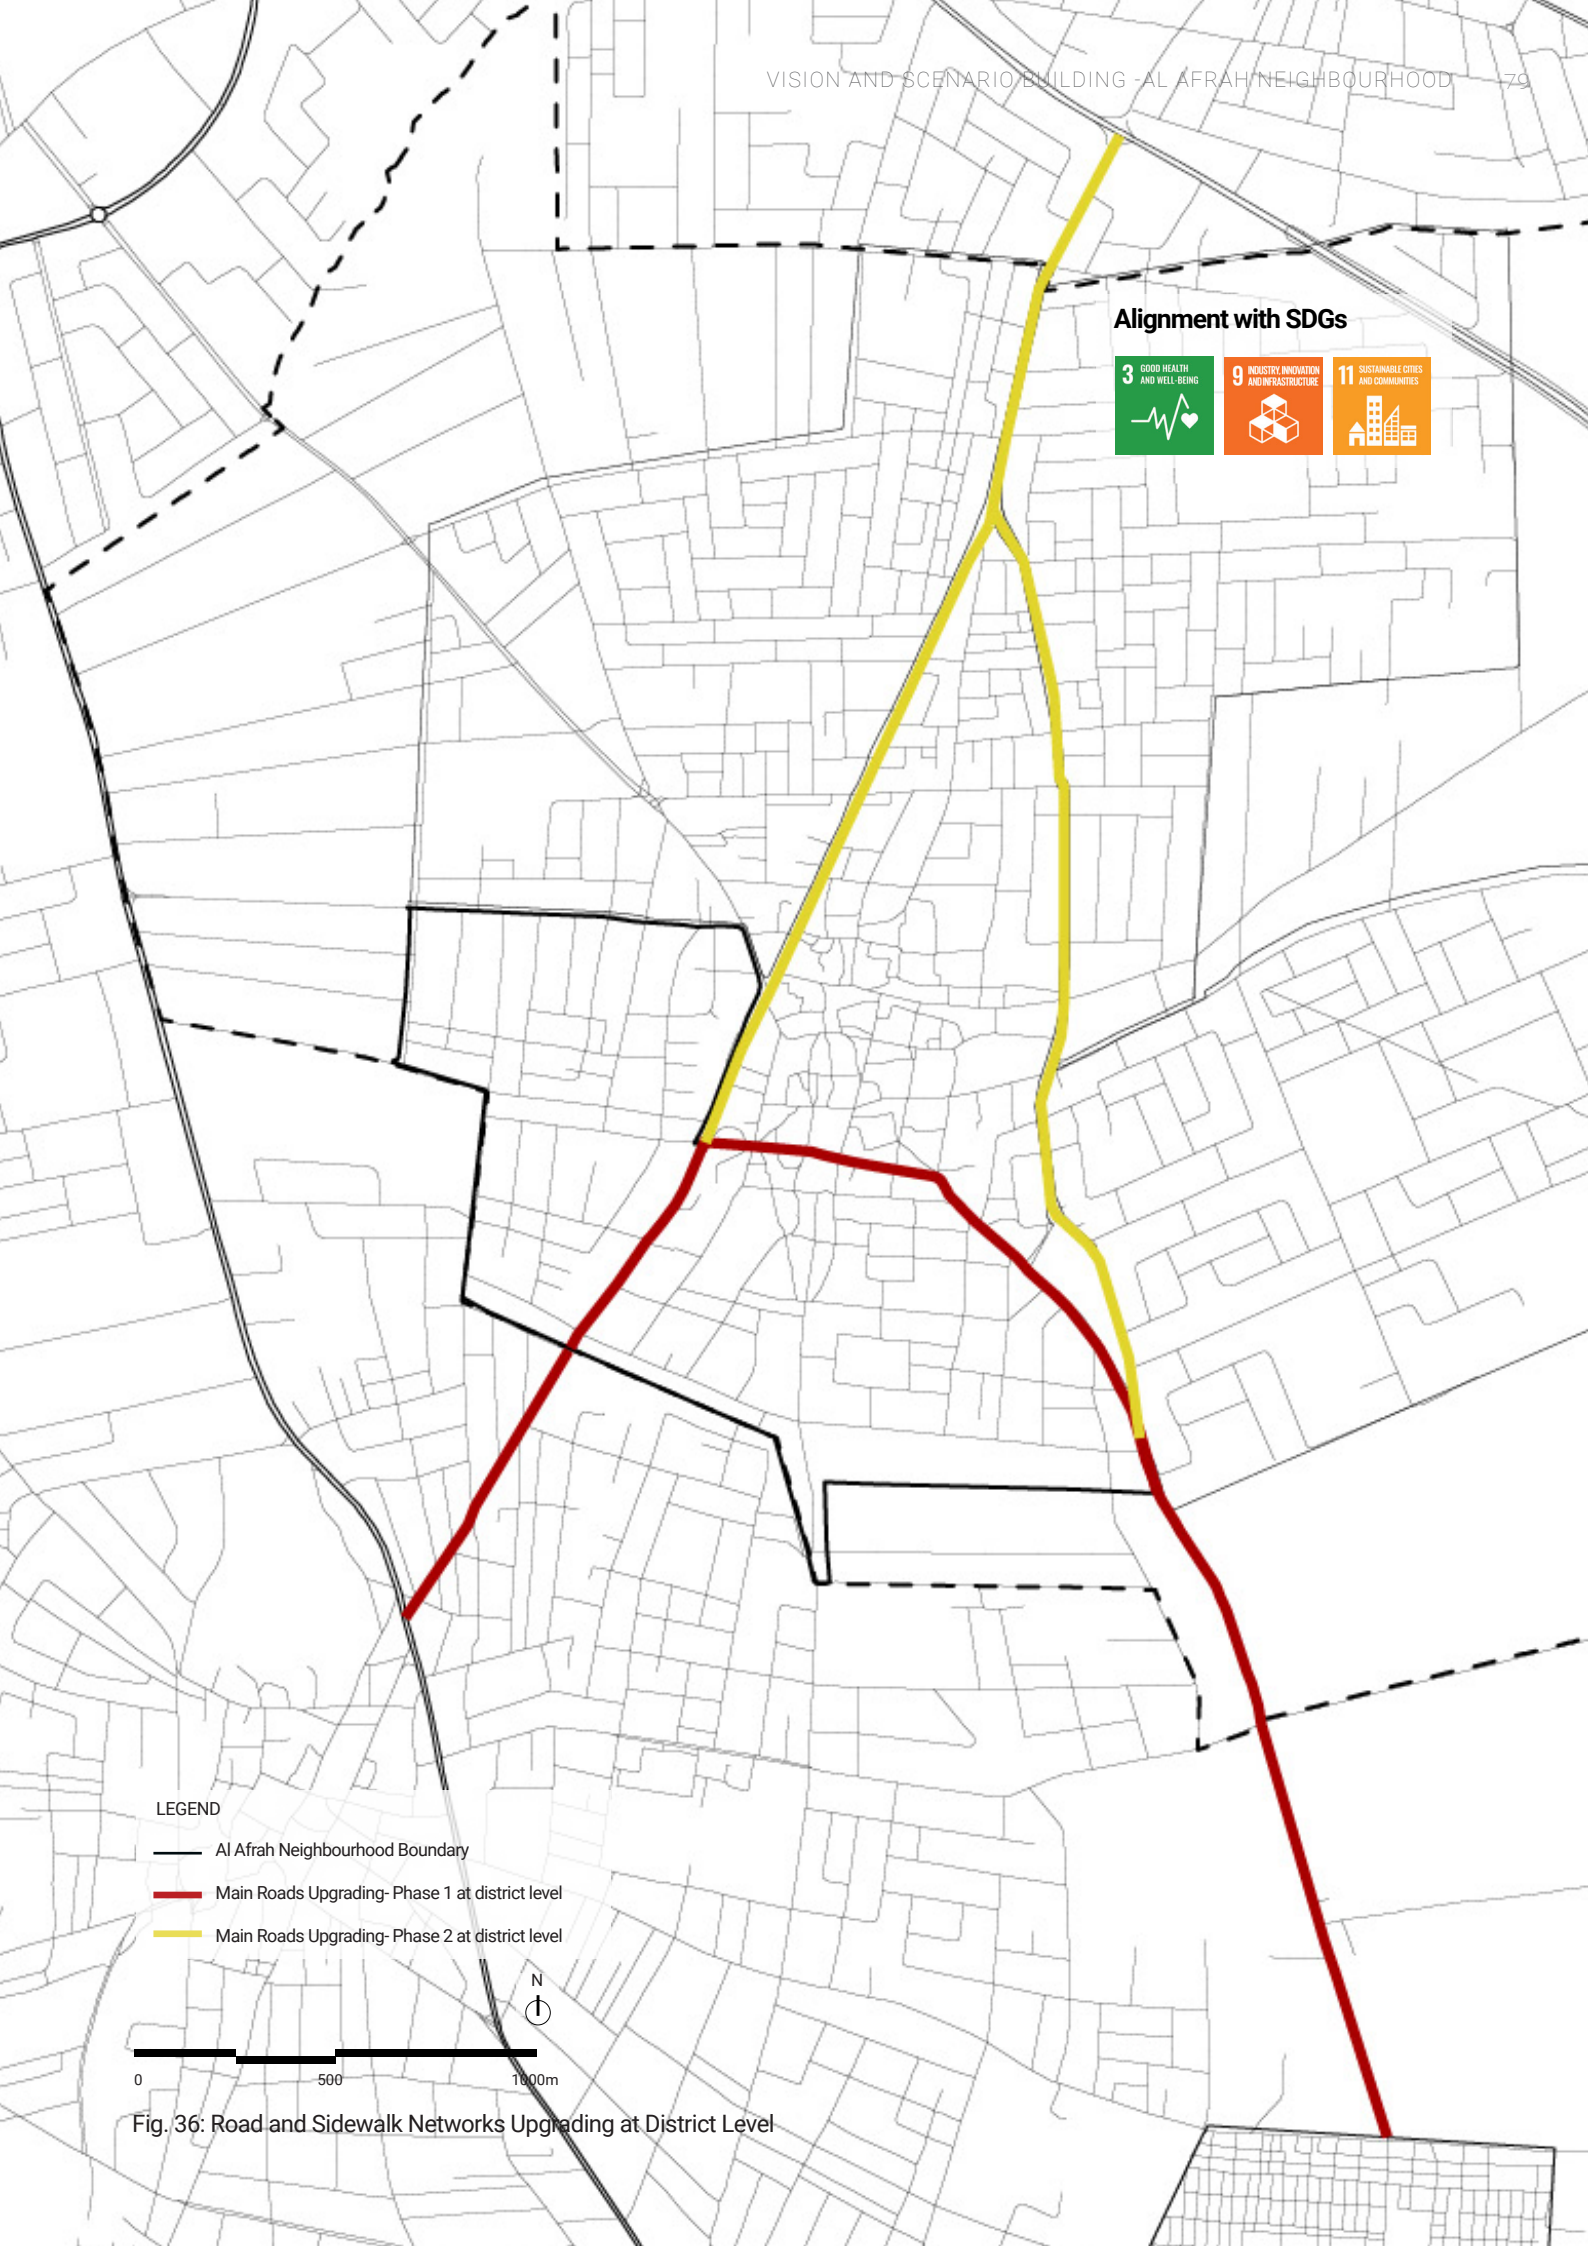 VISION AND SCENARIO BUILDING -AL AFRAH NEIGHBOURHOOD 79
Alignment with SDGs
3 GOOD HEALTH
AND WELL-BEING
9 INDUSTRY, INNOVATION
AND INFRASTRUCTURE
11 SUSTAINABLE CITIES
AND COMMUNITIES
LEGEND
Al Afrah Neighbourhood Boundary
Main Roads Upgrading- Phase 1 at district level
Main Roads Upgrading- Phase 2 at district level
N
0 500 1000m
Fig. 36: Road and Sidewalk Networks Upgrading at District Level